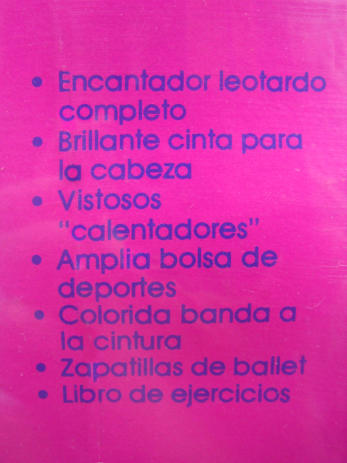 • Encantador leotardo
completo
• Brillante cinta para
la cabeza
• Vistosos
"calentadores"
• Amplia bolsa de
deportes
• Colorida banda a
la cintura
• Zapatillas de ballet
• Libro de ejercicios